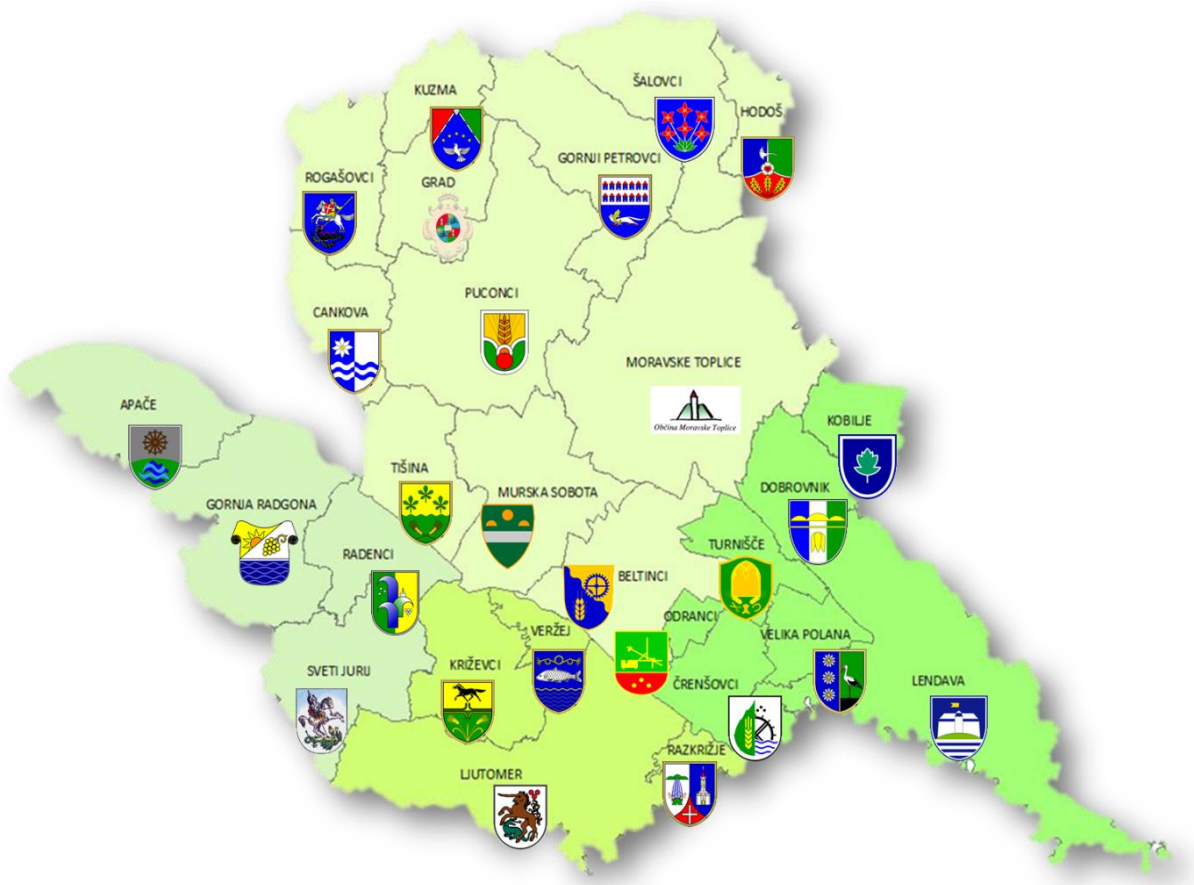 KUZMA
ŠALOVCI
HODOŠ
GORNJI PETROVCI
ROGAŠOVCI
GRAD
PUCONCI
CANKOVA
MORAVSKE TOPLICE
Občina Moravske Toplice
APAČE
KOBILJE
TIŠINA
MURSKA SOBOTA
DOBROVNIK
GORNJA RADGONA
TURNIŠČE
RADENCI
BELTINCI
ODRANCI
VERŽEJ
VELIKA POLANA
SVETI JURIJ
KRIŽEVCI
ČRENŠOVCI
LENDAVA
RAZKRIŽJE
LJUTOMER